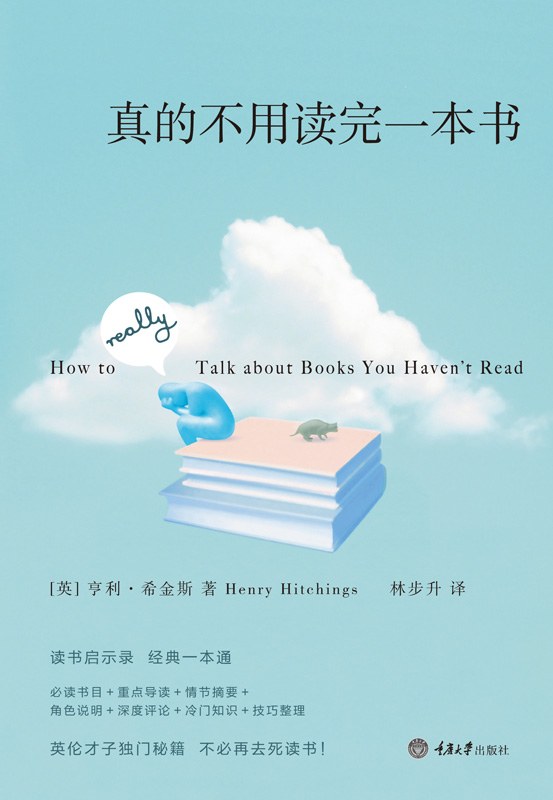 真的不用读完一本书
really
How to Talk about Books You Haven't Read
[英] 亨利·希金斯 著 Henry Hitchings 林步升 译
读书启示录 经典一本通
必读书目+重点导读+情节摘要+
角色说明+深度评论+冷门知识+技巧整理
英伦才子独门秘籍 不必再去死读书！
重庆大学出版社